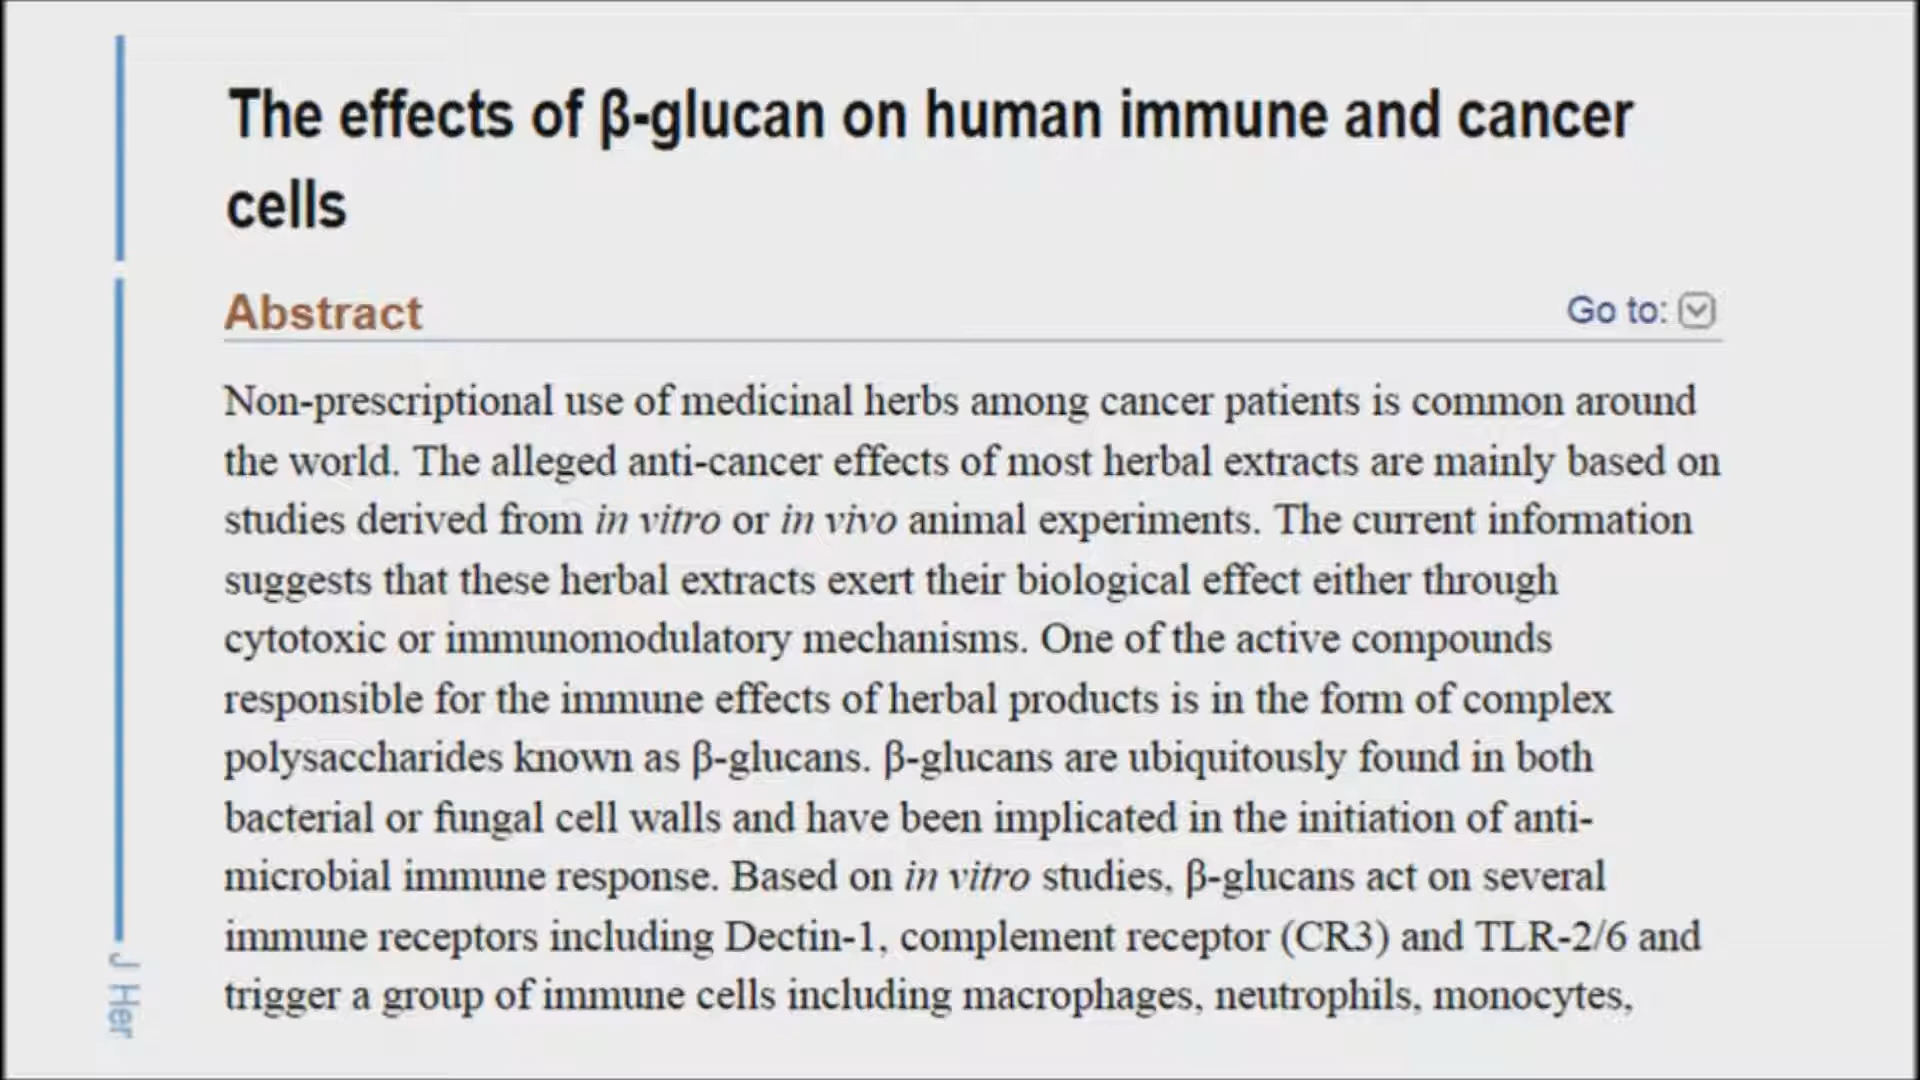 The effects of β-glucan on human immune and cancer
cells
Abstract
Go to:
Non-prescriptional use of medicinal herbs among cancer patients is common around
the world. The alleged anti-cancer effects of most herbal extracts are mainly based on
studies derived from in vitro or in vivo animal experiments. The current information
suggests that these herbal extracts exert their biological effect either through
cytotoxic or immunomodulatory mechanisms. One of the active compounds
responsible for the immune effects of herbal products is in the form of complex
polysaccharides known as β-glucans. β-glucans are ubiquitously found in both
bacterial or fungal cell walls and have been implicated in the initiation of anti-
microbial immune response. Based on in vitro studies, β-glucans act on several
immune receptors including Dectin-1, complement receptor (CR3) and TLR-2/6 and
trigger a group of immune cells including macrophages, neutrophils, monocytes,
J Her